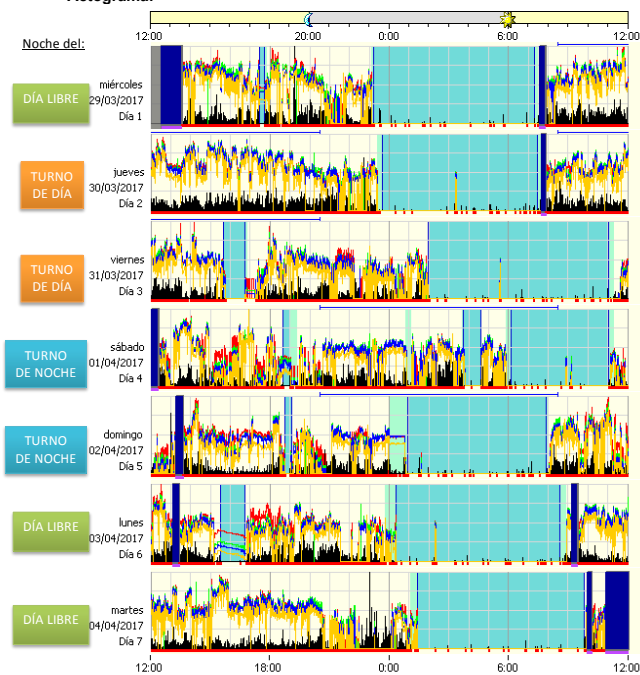 Actograma:
12:00 20:00 0:00 6:00 12:00
Noche del:
DÍA LIBRE
miércoles
29/03/2017
Día 1
TURNO
DE DÍA
jueves
30/03/2017
Día 2
TURNO
DE DÍA
viernes
31/03/2017
Día 3
TURNO
DE NOCHE
sábado
01/04/2017
Día 4
TURNO
DE NOCHE
domingo
02/04/2017
Día 5
DÍA LIBRE
lunes
03/04/2017
Día 6
DÍA LIBRE
martes
04/04/2017
Día 7
12:00 18:00 0:00 6:00 12:00